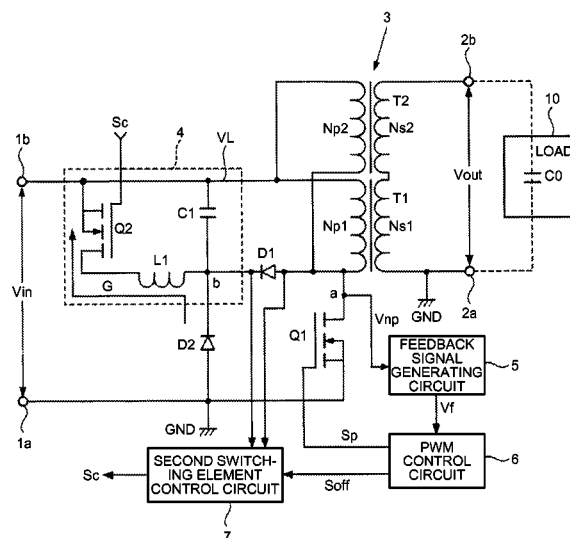 3
2b
Sc
T2
10
1b
4
VL
Np2
Ns2
LOAD
Vout
C0
Q2
C1
T1
Np1
Ns1
L1
D1
Vin
G
b
a
2a
GND
Vnp
D2
Q1
FEEDBACK
SIGNAL
GENERATING
CIRCUIT
5
Vf
1a
GND
Sp
Sc
SECOND SWITCH-
ING ELEMENT
CONTROL CIRCUIT
Soff
PWM
CONTROL
CIRCUIT
6
7